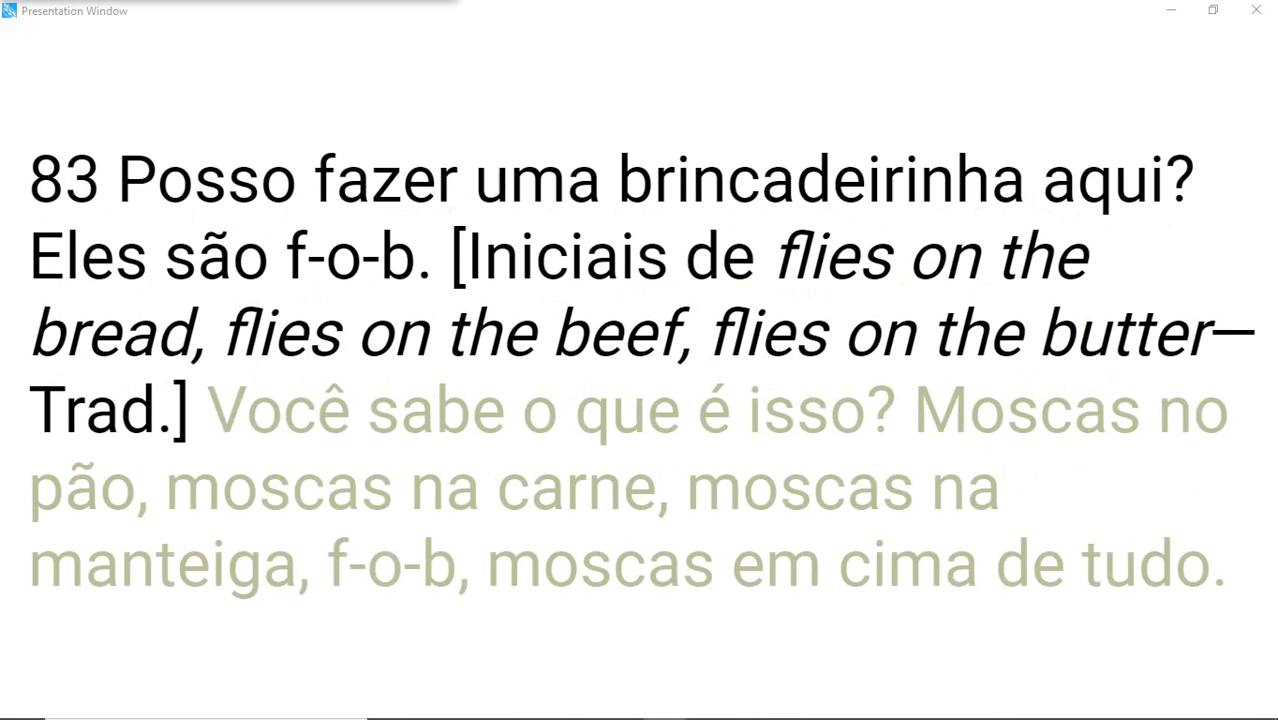 Presentation Window
83 Posso fazer uma brincadeirinha aqui?
Eles são f-o-b. [Iniciais de flies on the
bread, flies on the beef, flies on the butter—
Trad.] Você sabe o que é isso? Moscas no
pão, moscas na carne, moscas na
manteiga, f-o-b, moscas em cima de tudo.